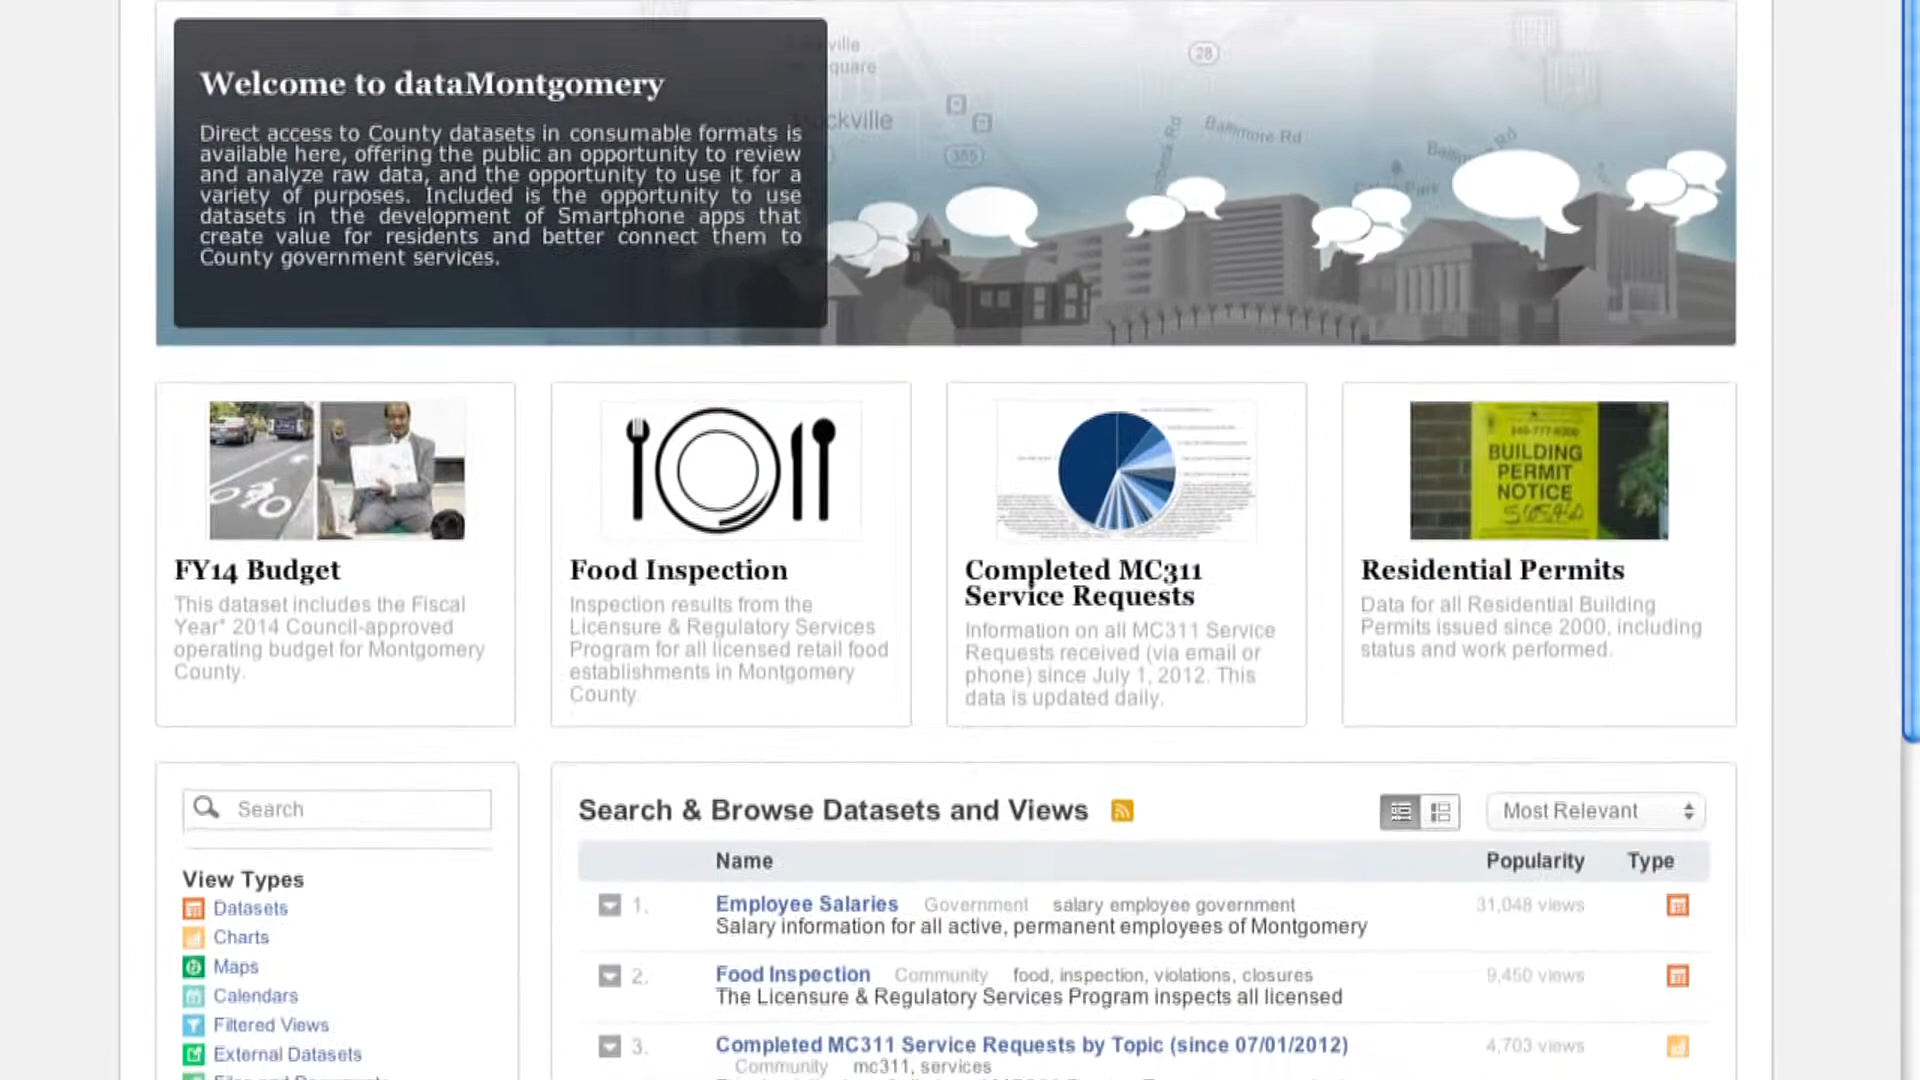 Welcome to dataMontgomery
Direct access to County datasets in consumable formats is
available here, offering the public an opportunity to review
and analyze raw data, and the opportunity to use it for a
variety of purposes. Included is the opportunity to use
datasets in the development of Smartphone apps that
create value for residents and better connect them to
County government services.
28
355
Baltimore Rd
BUILDING
PERMIT
NOTICE
FY14 Budget
This dataset includes the Fiscal
Year* 2014 Council-approved
operating budget for Montgomery
County.
Food Inspection
Inspection results from the
Licensure & Regulatory Services
Program for all licensed retail food
establishments in Montgomery
County.
Completed MC311
Service Requests
Information on all MC311 Service
Requests received (via email or
phone) since July 1, 2012. This
data is updated daily.
Residential Permits
Data for all Residential Building
Permits issued since 2000, including
status and work performed.
Search
View Types
Datasets
Charts
Maps
Calendars
Filtered Views
External Datasets
Search & Browse Datasets and Views
Most Relevant
Name Popularity Type
1. Employee Salaries Government salary employee government 31,048 views
Salary information for all active, permanent employees of Montgomery
2. Food Inspection Community food, inspection, violations, closures 9,450 views
The Licensure & Regulatory Services Program inspects all licensed
3. Completed MC311 Service Requests by Topic (since 07/01/2012) 4,703 views
Community mc311, services